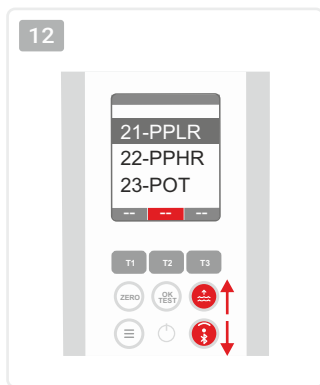 12
21-PPLR
22-PPHR
23-POT
-- -- --
T1 T2 T3
ZERO OK TEST